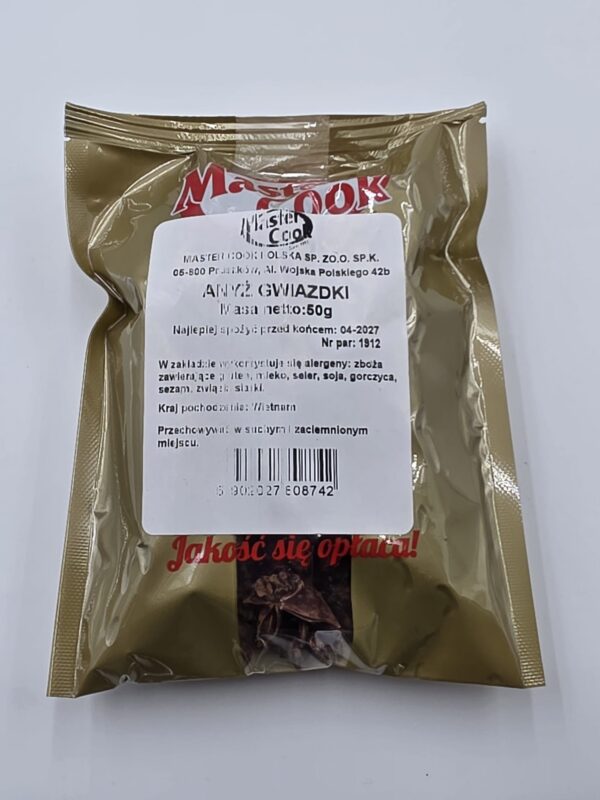 Master
COOK
Master
Cook
MASTER COOK POLSKA SP. ZO.O. SP.K.
05-800 Pruszków, Al. Wojska Polskiego 42b
ANYŻ GWIAZDKI
Masa netto:50g
Najlepiej spożyć przed końcem: 04-2027
Nr par: 1912
W zakładzie wykorzystuje się alergeny: zboża
zawierające gluten, mleko, seler, soja, gorczyca,
sezam, związki siarki.
Kraj pochodzenia: Wietnam
Przechowywać w suchym i zaciemnionym
miejscu.
5 902027 608742
Jakość się opłaca!